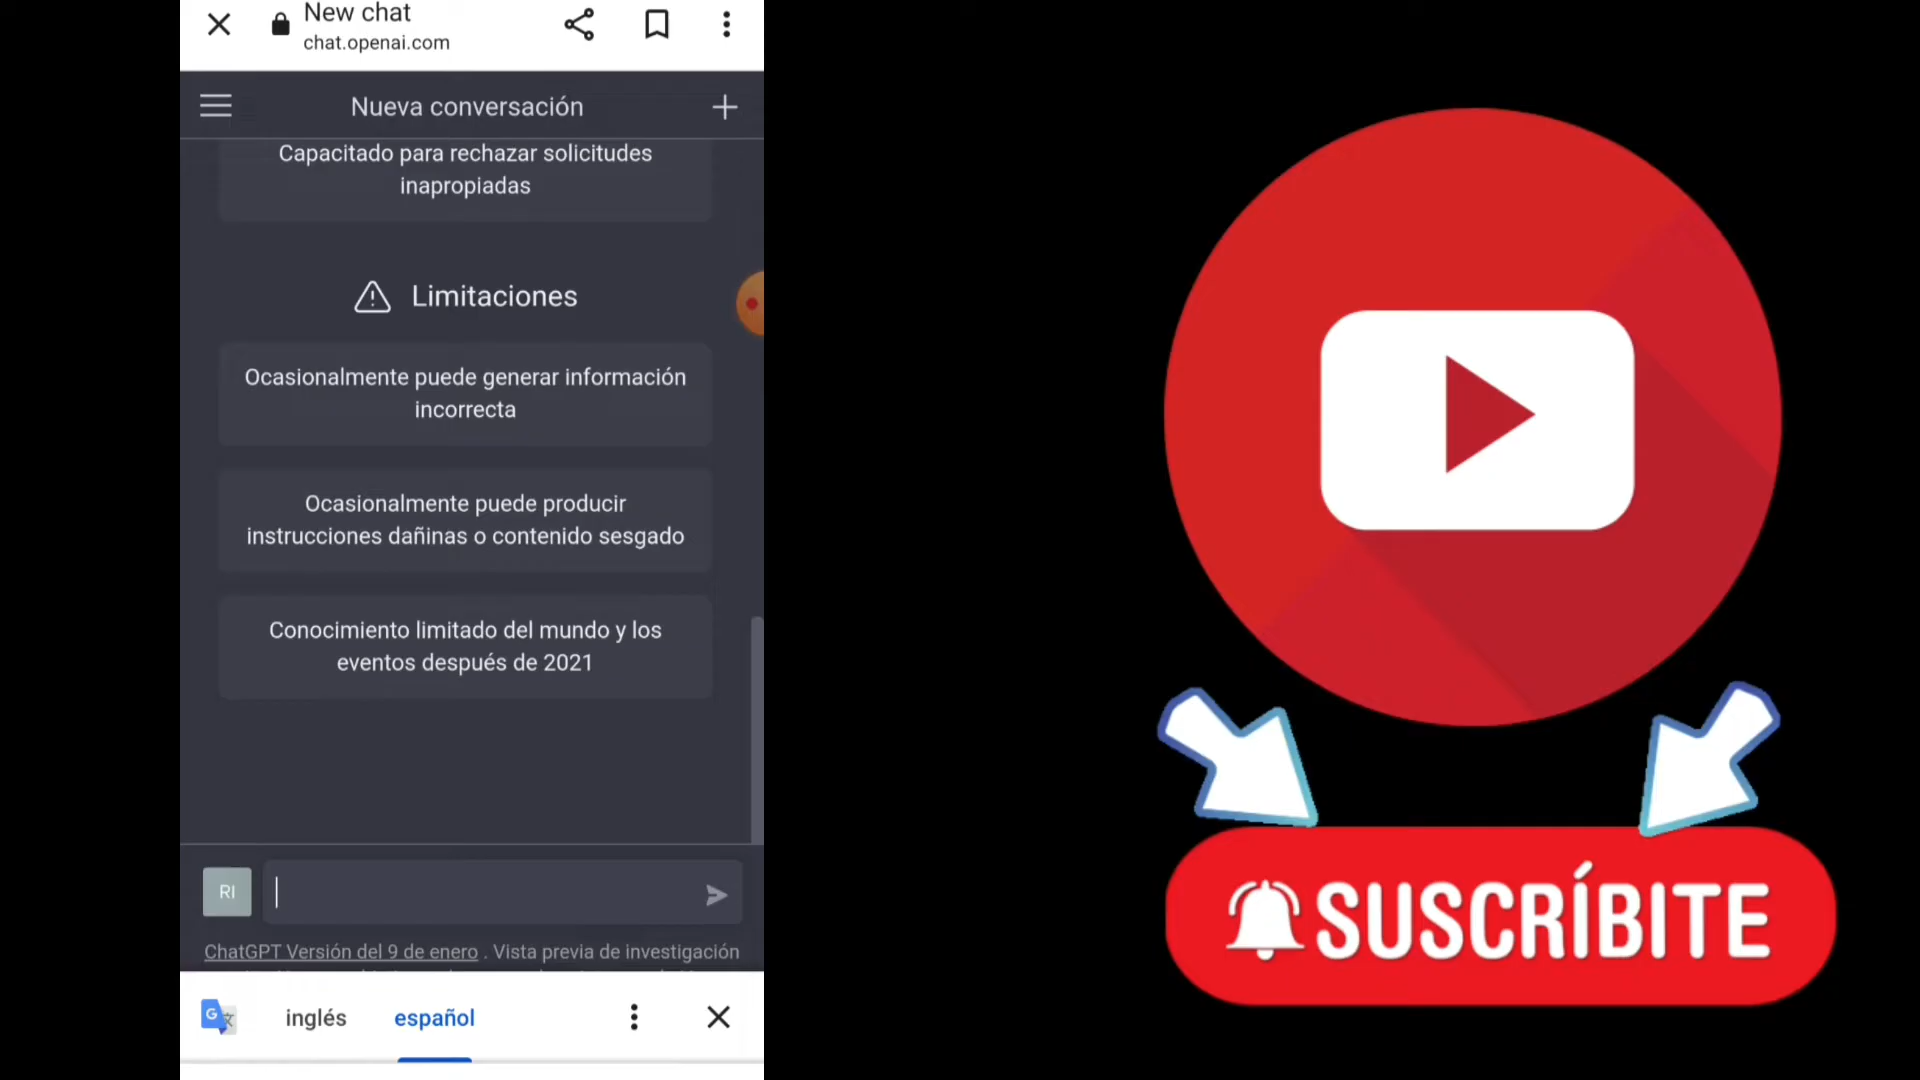 New chat
chat.openai.com
Nueva conversación
Capacitado para rechazar solicitudes
inapropiadas
Limitaciones
Ocasionalmente puede generar información
incorrecta
Ocasionalmente puede producir
instrucciones dañinas o contenido sesgado
Conocimiento limitado del mundo y los
eventos después de 2021
RI
ChatGPT Versión del 9 de enero . Vista previa de investigación
G文
inglés
español
SUSCRÍBITE